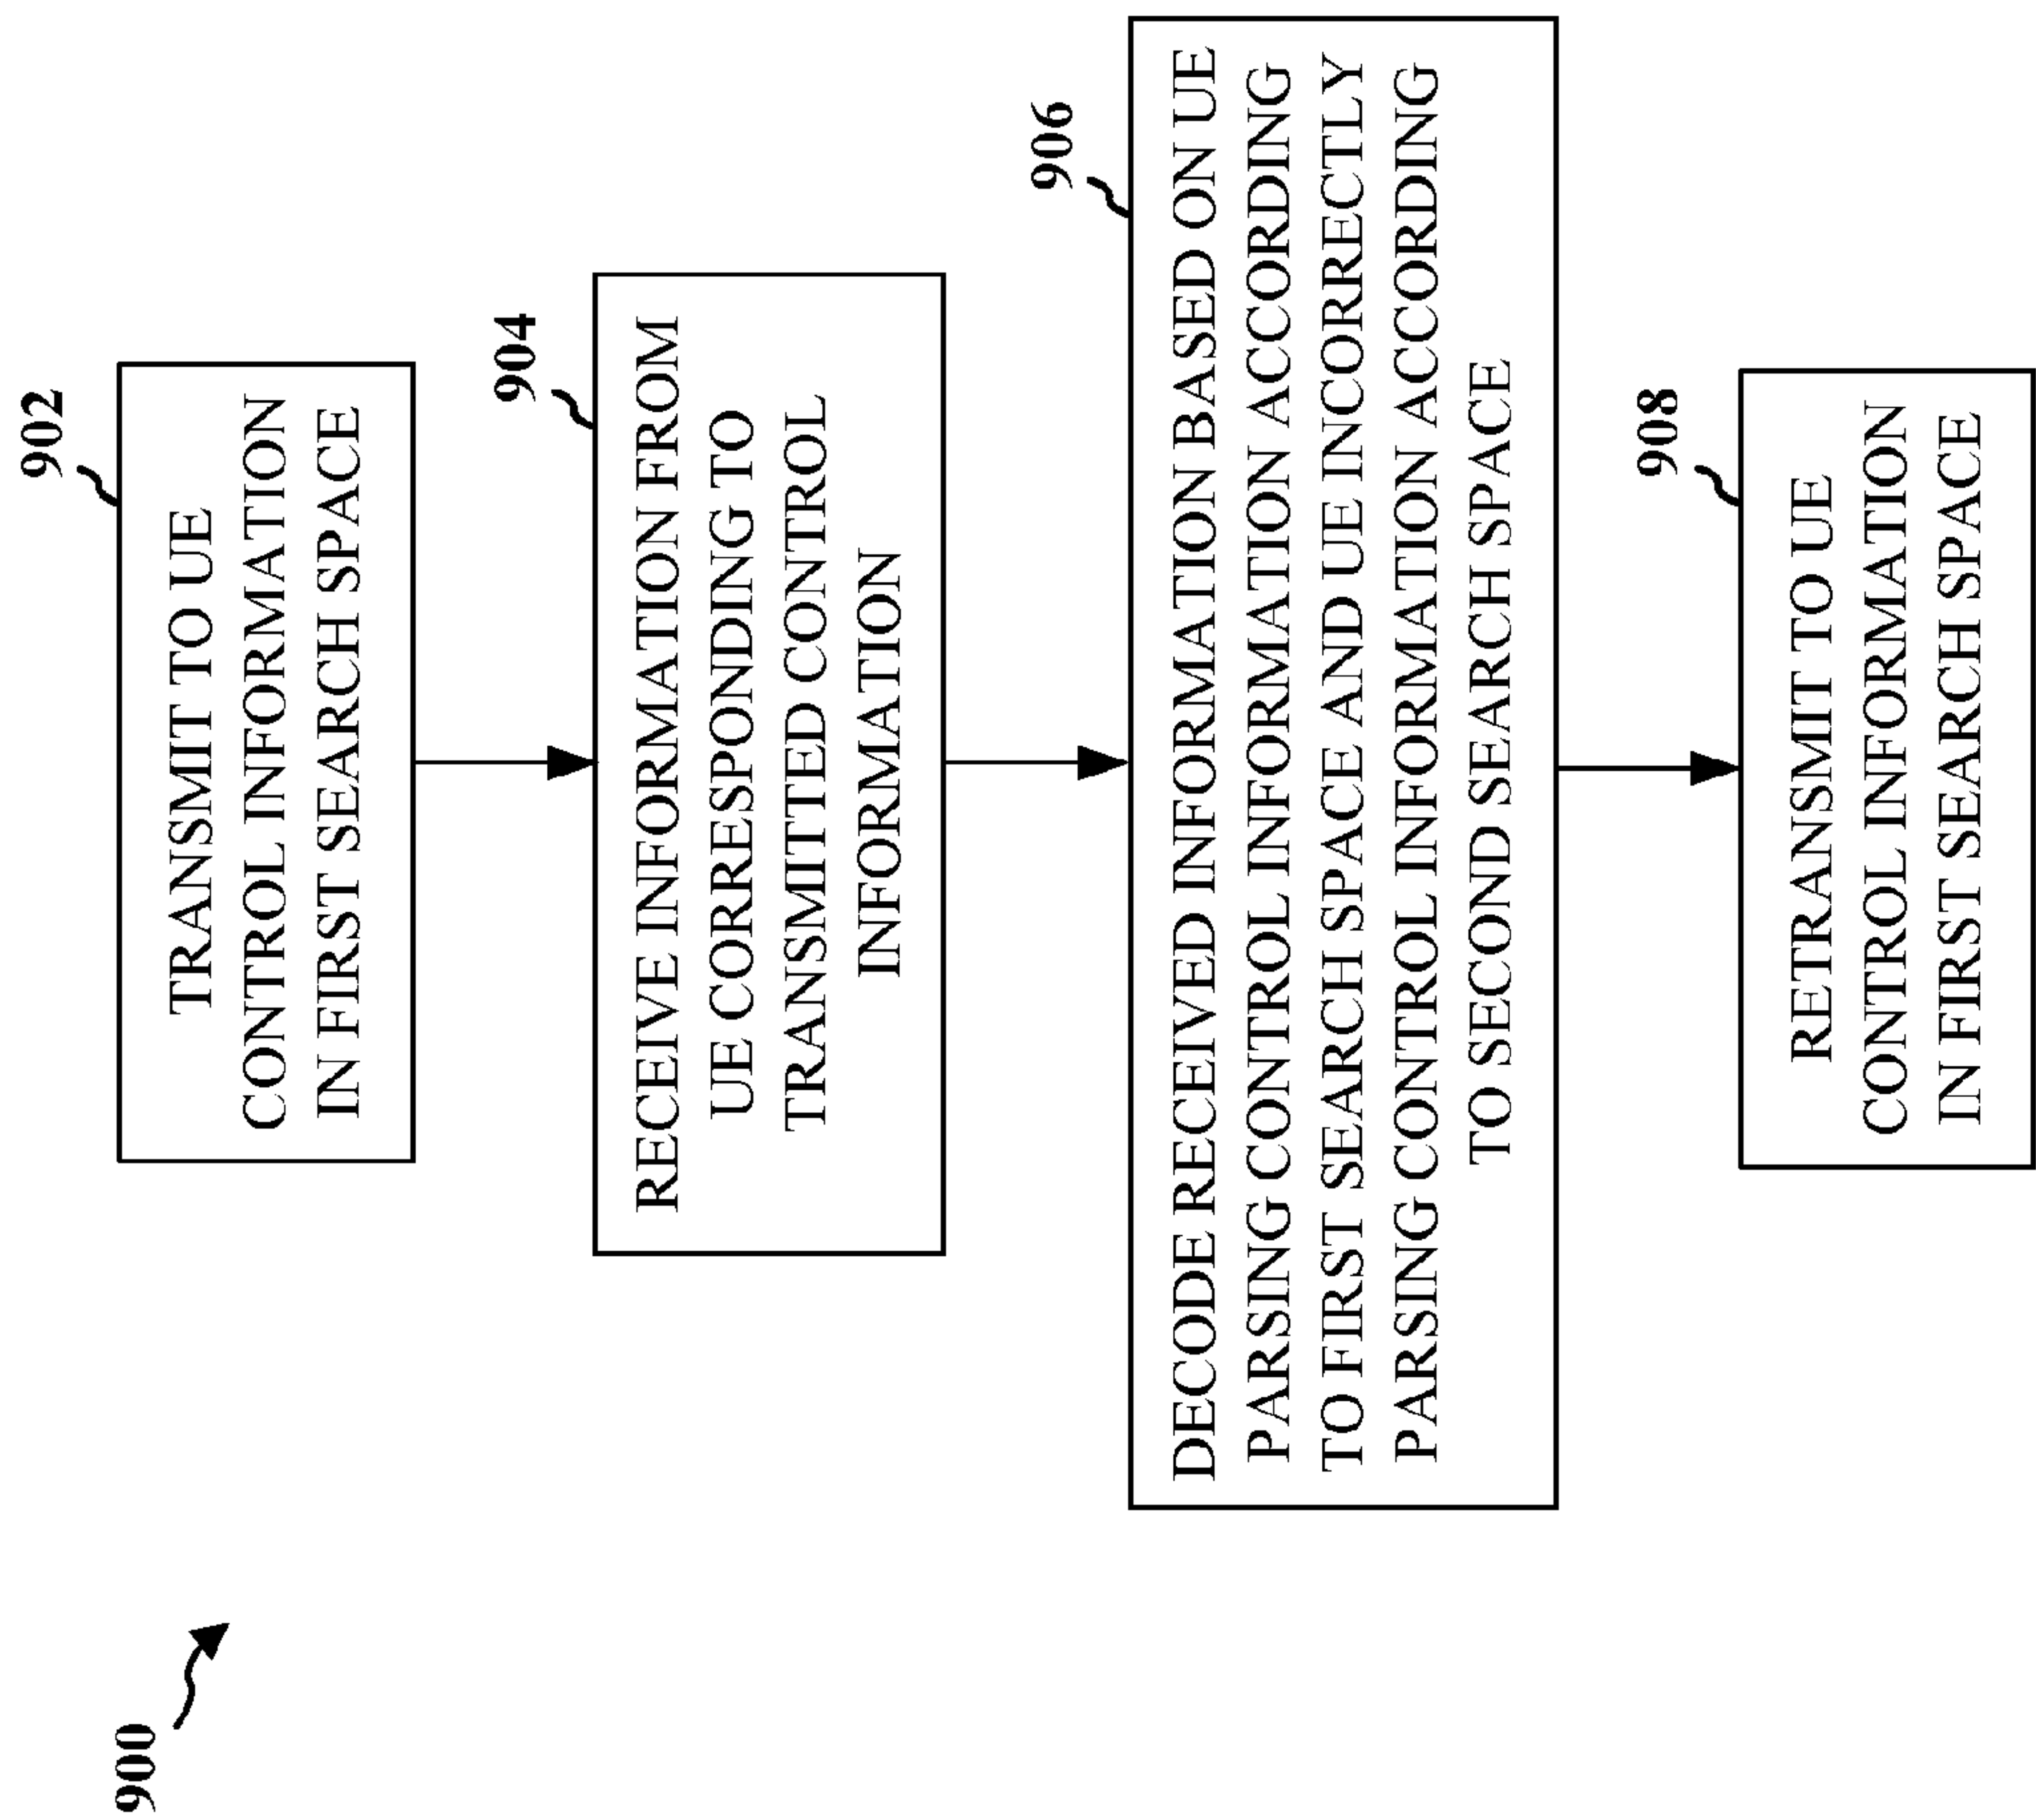 900
902
TRANSMIT TO UE
CONTROL INFORMATION
IN FIRST SEARCH SPACE
904
RECEIVE INFORMATION FROM
UE CORRESPONDING TO
TRANSMITTED CONTROL
INFORMATION
906
DECODE RECEIVED INFORMATION BASED ON UE
PARSING CONTROL INFORMATION ACCORDING
TO FIRST SEARCH SPACE AND UE INCORRECTLY
PARSING CONTROL INFORMATION ACCORDING
TO SECOND SEARCH SPACE
908
RETRANSMIT TO UE
CONTROL INFORMATION
IN FIRST SEARCH SPACE